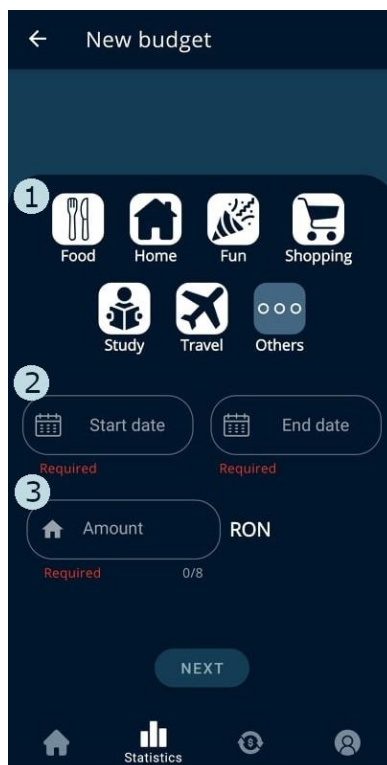 New budget
1
Food Home Fun Shopping
Study Travel Others
2
Start date End date
Required Required
3
Amount RON
Required 0/8
NEXT
Statistics